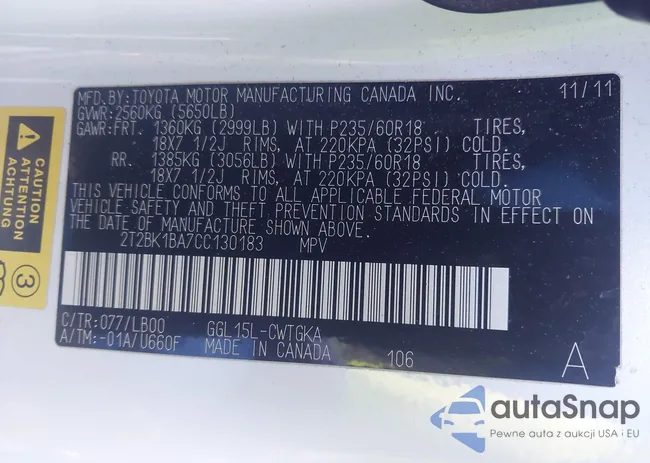 MFD.BY:TOYOTA MOTOR MANUFACTURING CANADA INC. 11/11
GVWR:2560KG (5650LB)
GAWR:FRT. 1360KG (2999LB) WITH P235/60R18 TIRES,
18X7 1/2J RIMS, AT 220KPA (32PSI) COLD.
RR. 1385KG (3056LB) WITH P235/60R18 TIRES,
18X7 1/2J RIMS, AT 220KPA (32PSI) COLD.
THIS VEHICLE CONFORMS TO ALL APPLICABLE FEDERAL MOTOR
VEHICLE SAFETY AND THEFT PREVENTION STANDARDS IN EFFECT ON
THE DATE OF MANUFACTURE SHOWN ABOVE.
2T2BK1BA7CC130183 MPV
C/TR:077/LB00 GGL15L-CWTGKA
A/TM:-01A/U660F MADE IN CANADA 106 A
CAUTION
ATTENTION
ACHTUNG
3
autaSnap
Pewne auta z aukcji USA i EU